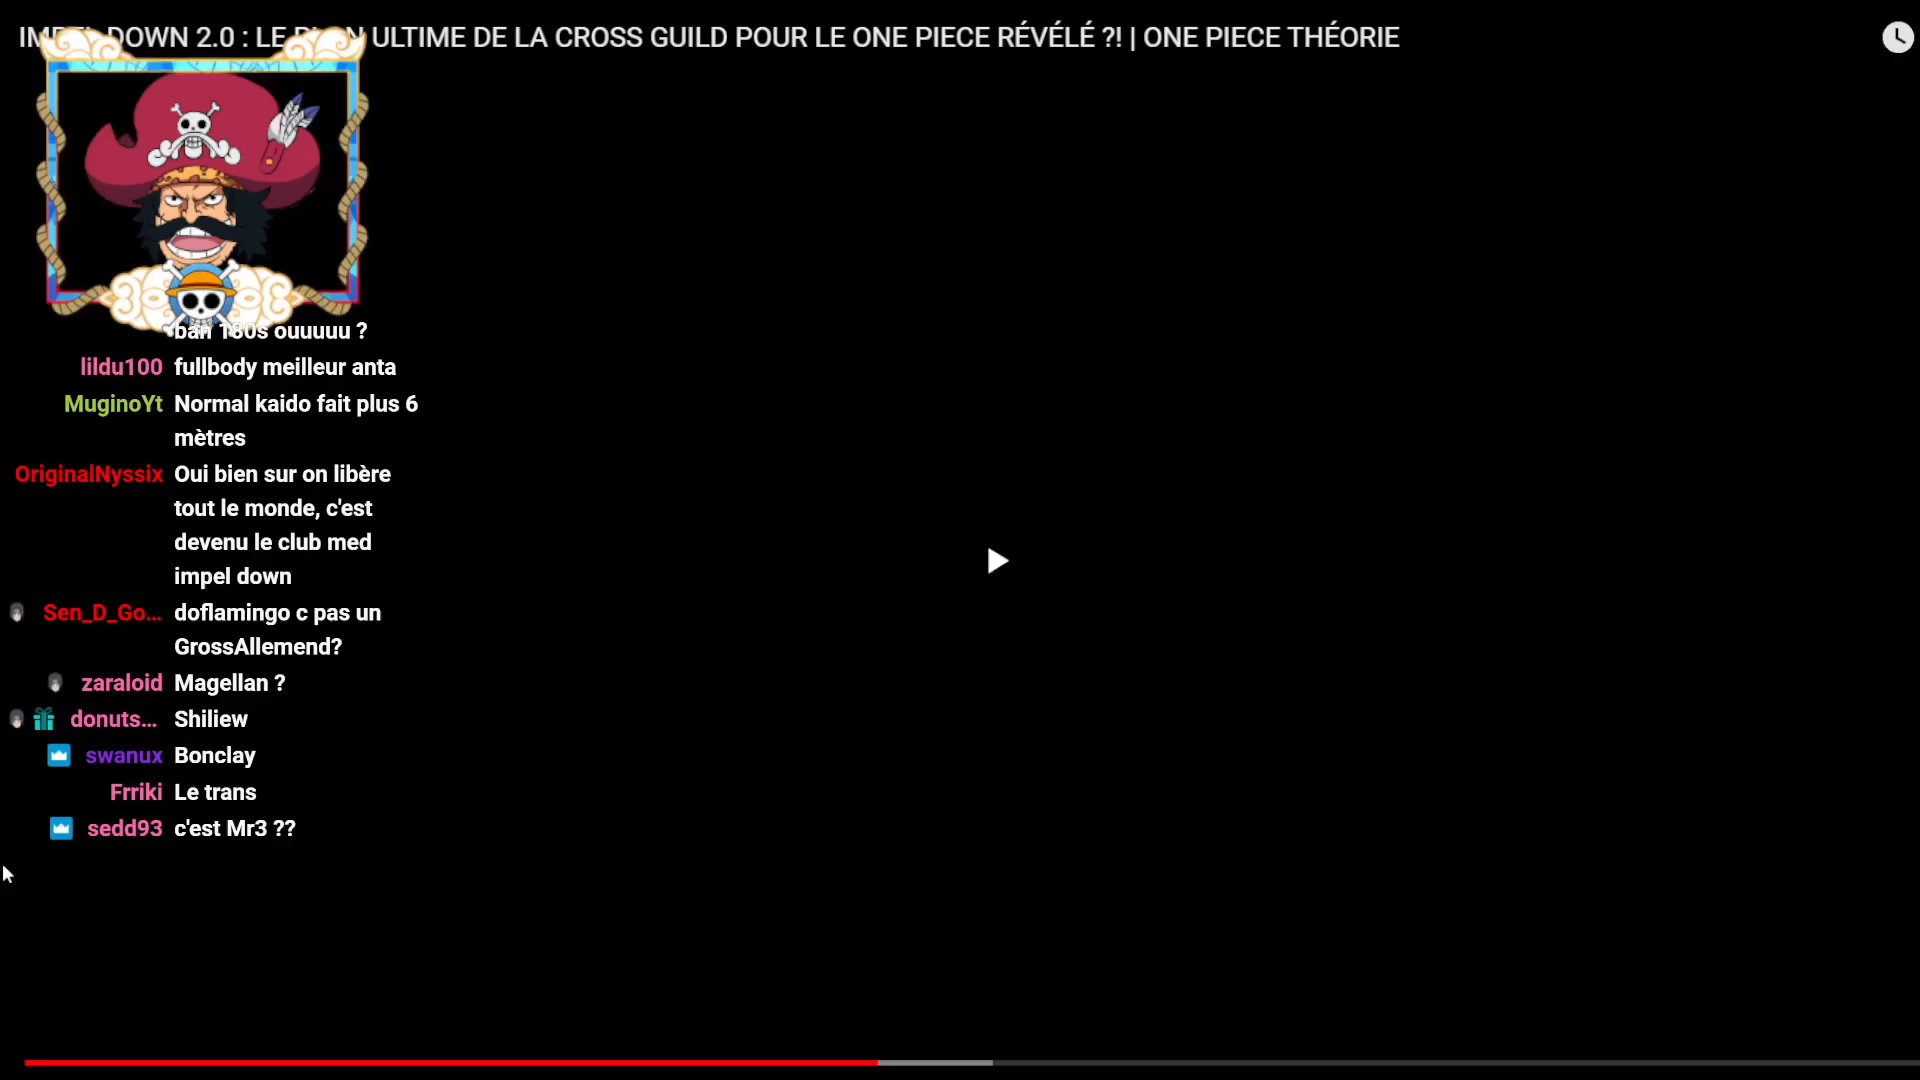 DOWN 2.0 : LE ULTIME DE LA CROSS GUILD POUR LE ONE PIECE RÉVÉLÉ ?! | ONE PIECE THÉORIE
ban 180s ouuuuu ?
lildu100 fullbody meilleur anta
MuginoYt Normal kaido fait plus 6
mètres
OriginalNyssix Oui bien sur on libère
tout le monde, c'est
devenu le club med
impel down
Sen_D_Go... doflamingo c pas un
GrossAllemend?
zaraloid Magellan ?
donuts... Shiliew
swanux Bonclay
Frriki Le trans
sedd93 c'est Mr3 ??